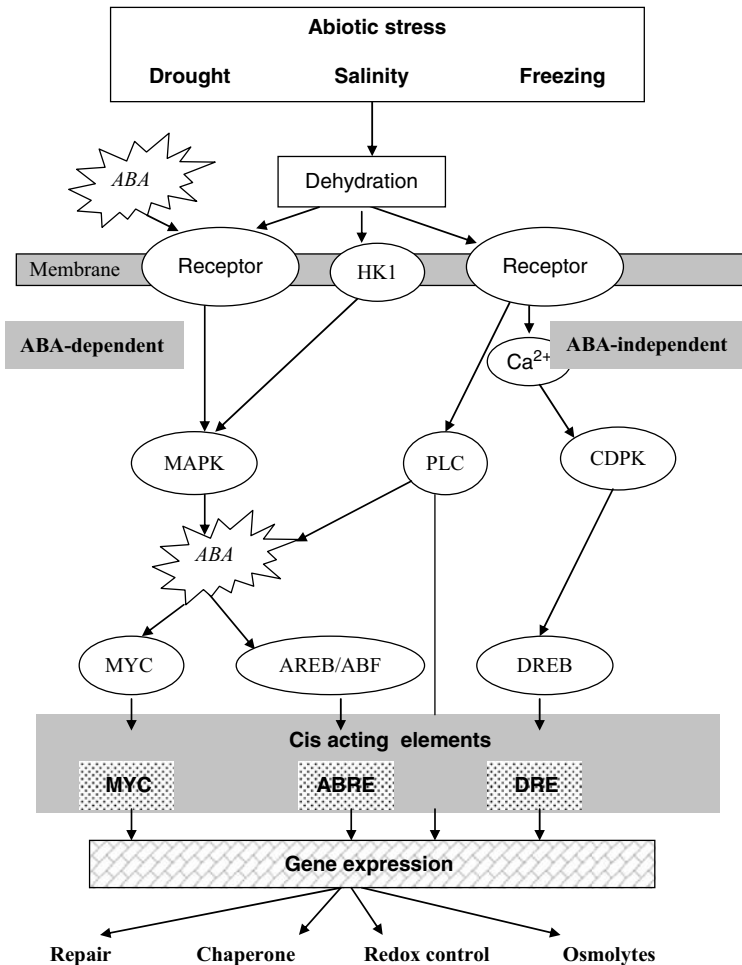 Abiotic stress
Drought Salinity Freezing
ABA
Dehydration
Membrane Receptor HK1 Receptor
ABA-dependent
ABA-independent
Ca²⁺
MAPK PLC CDPK
ABA
MYC AREB/ABF DREB
Cis acting elements
MYC ABRE DRE
Gene expression
Repair Chaperone Redox control Osmolytes